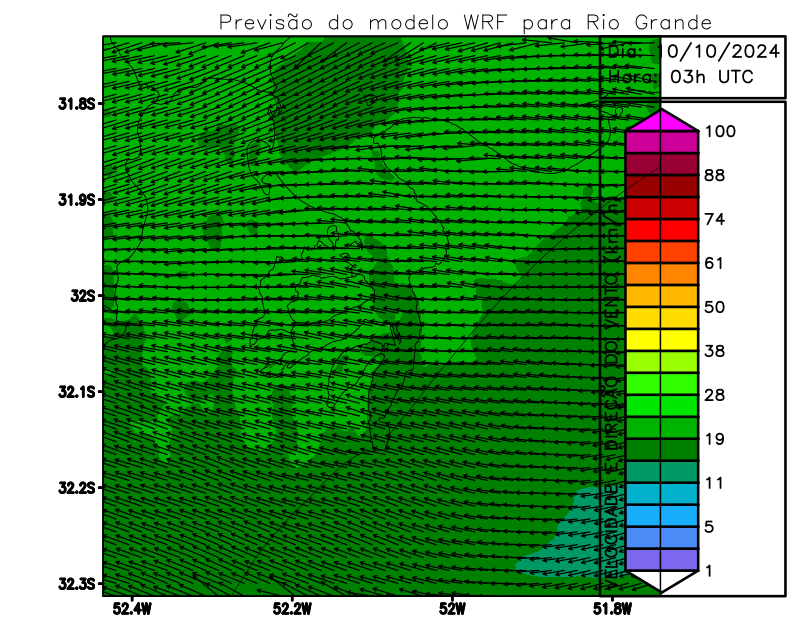 Previsão do modelo WRF para Rio Grande
Dia: 10/10/2024
Hora: 03h UTC
VELOCIDADE E DIREÇÃO DO VENTO (km/h)
100
88
74
61
50
38
28
19
11
5
1
31.8S
31.9S
32S
32.1S
32.2S
32.3S
52.4W
52.2W
52W
51.8W